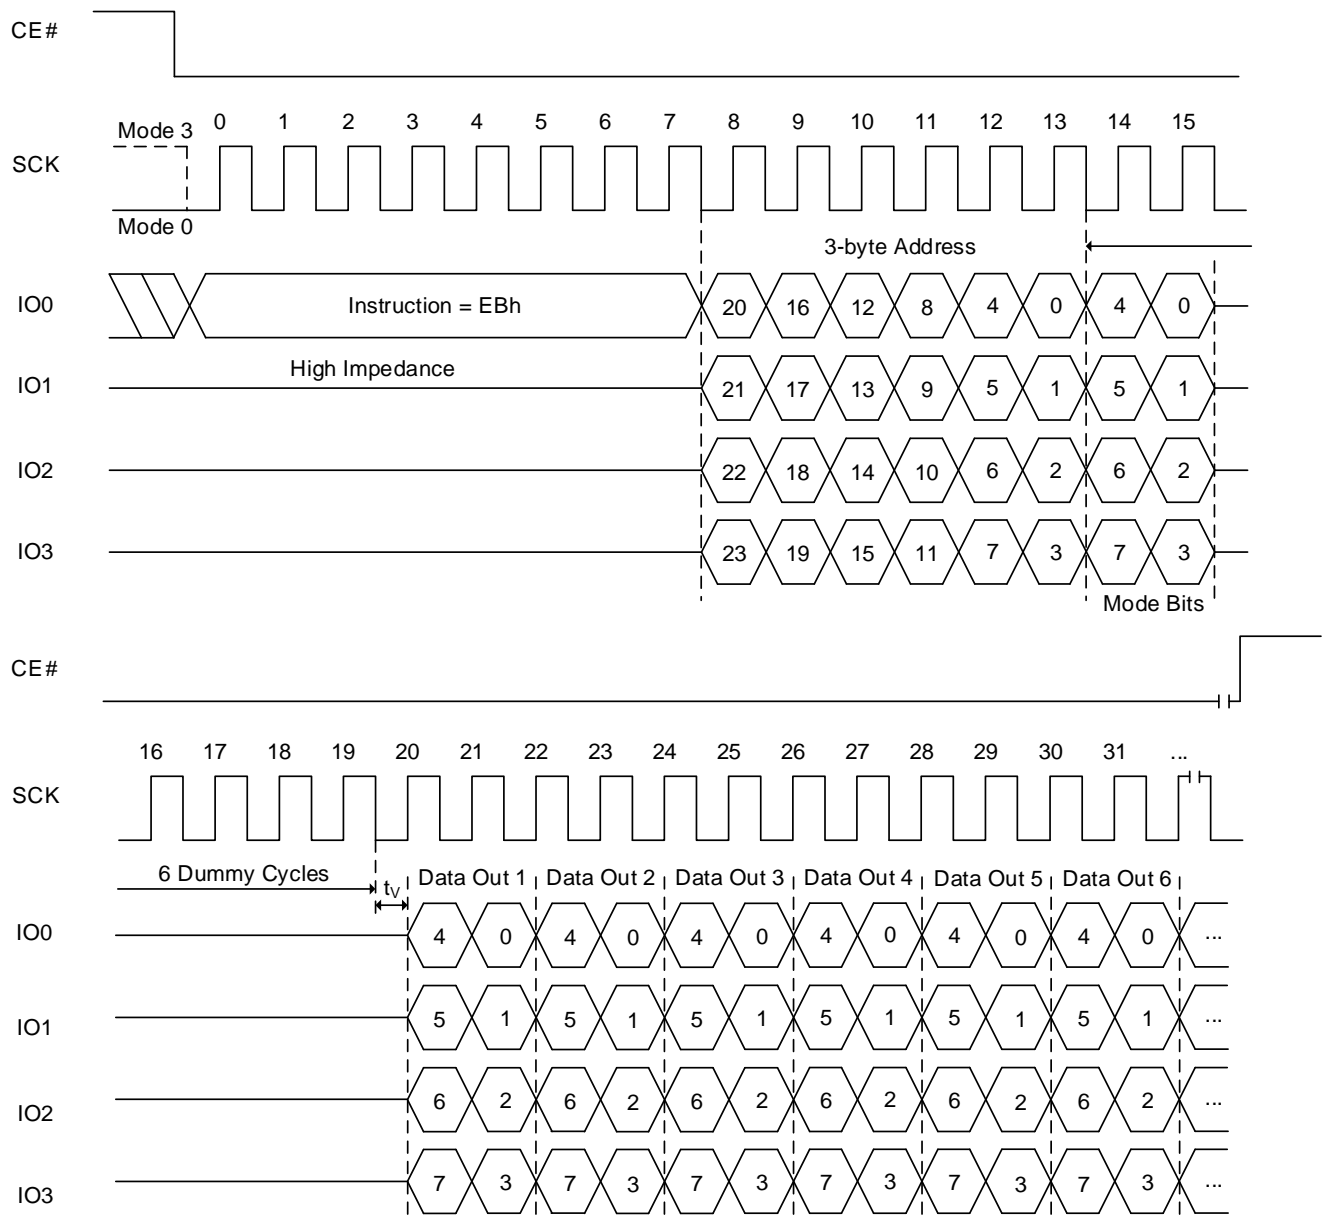 CE#
0 1 2 3 4 5 6 7 8 9 10 11 12 13 14 15
Mode 3
SCK
Mode 0
3-byte Address
IO0 Instruction = EBh 20 16 12 8 4 0 4 0
High Impedance
IO1 21 17 13 9 5 1 5 1
IO2 22 18 14 10 6 2 6 2
IO3 23 19 15 11 7 3 7 3
Mode Bits
CE#
16 17 18 19 20 21 22 23 24 25 26 27 28 29 30 31 ...
SCK
6 Dummy Cycles tV Data Out 1 Data Out 2 Data Out 3 Data Out 4 Data Out 5 Data Out 6
IO0 4 0 4 0 4 0 4 0 4 0 4 0 ...
IO1 5 1 5 1 5 1 5 1 5 1 5 1 ...
IO2 6 2 6 2 6 2 6 2 6 2 6 2 ...
IO3 7 3 7 3 7 3 7 3 7 3 7 3 ...